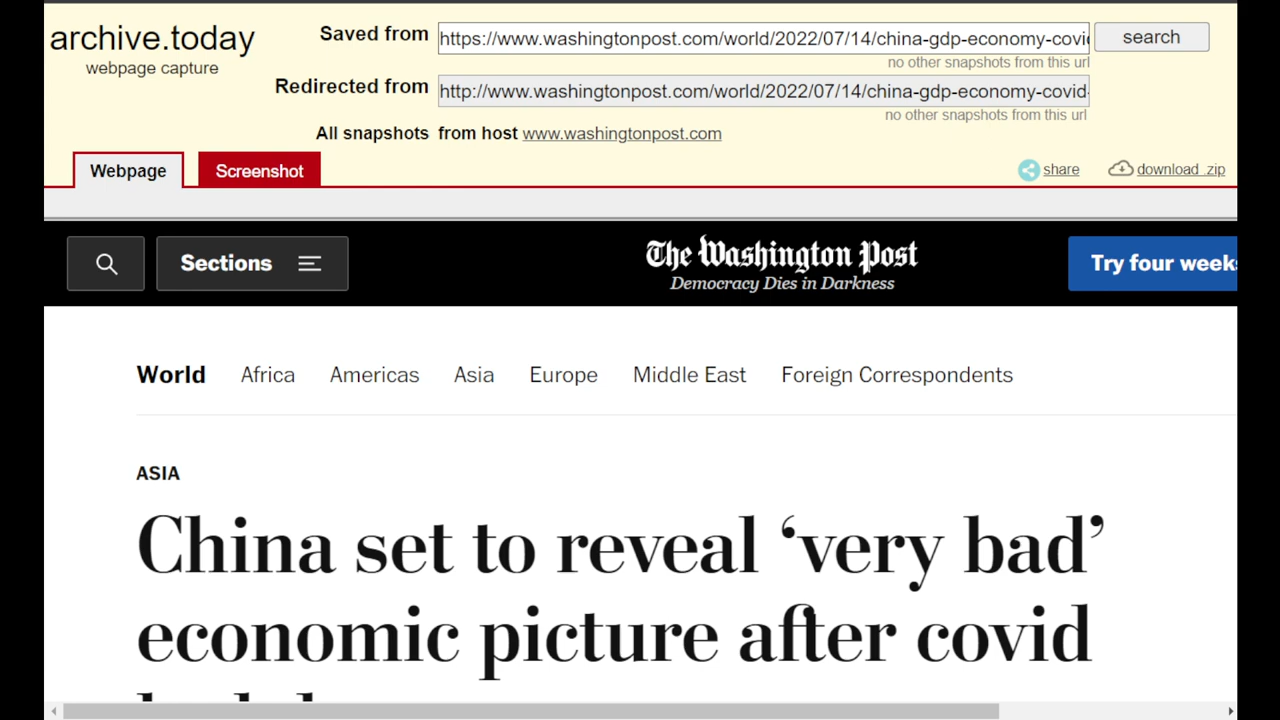 archive.today
webpage capture
Saved from https://www.washingtonpost.com/world/2022/07/14/china-gdp-economy-covi search
no other snapshots from this url
Redirected from http://www.washingtonpost.com/world/2022/07/14/china-gdp-economy-covid-
no other snapshots from this url
All snapshots from host www.washingtonpost.com
Webpage Screenshot share download .zip
Sections The Washington Post Try four weeks
Democracy Dies in Darkness
World Africa Americas Asia Europe Middle East Foreign Correspondents
ASIA
China set to reveal ‘very bad’
economic picture after covid